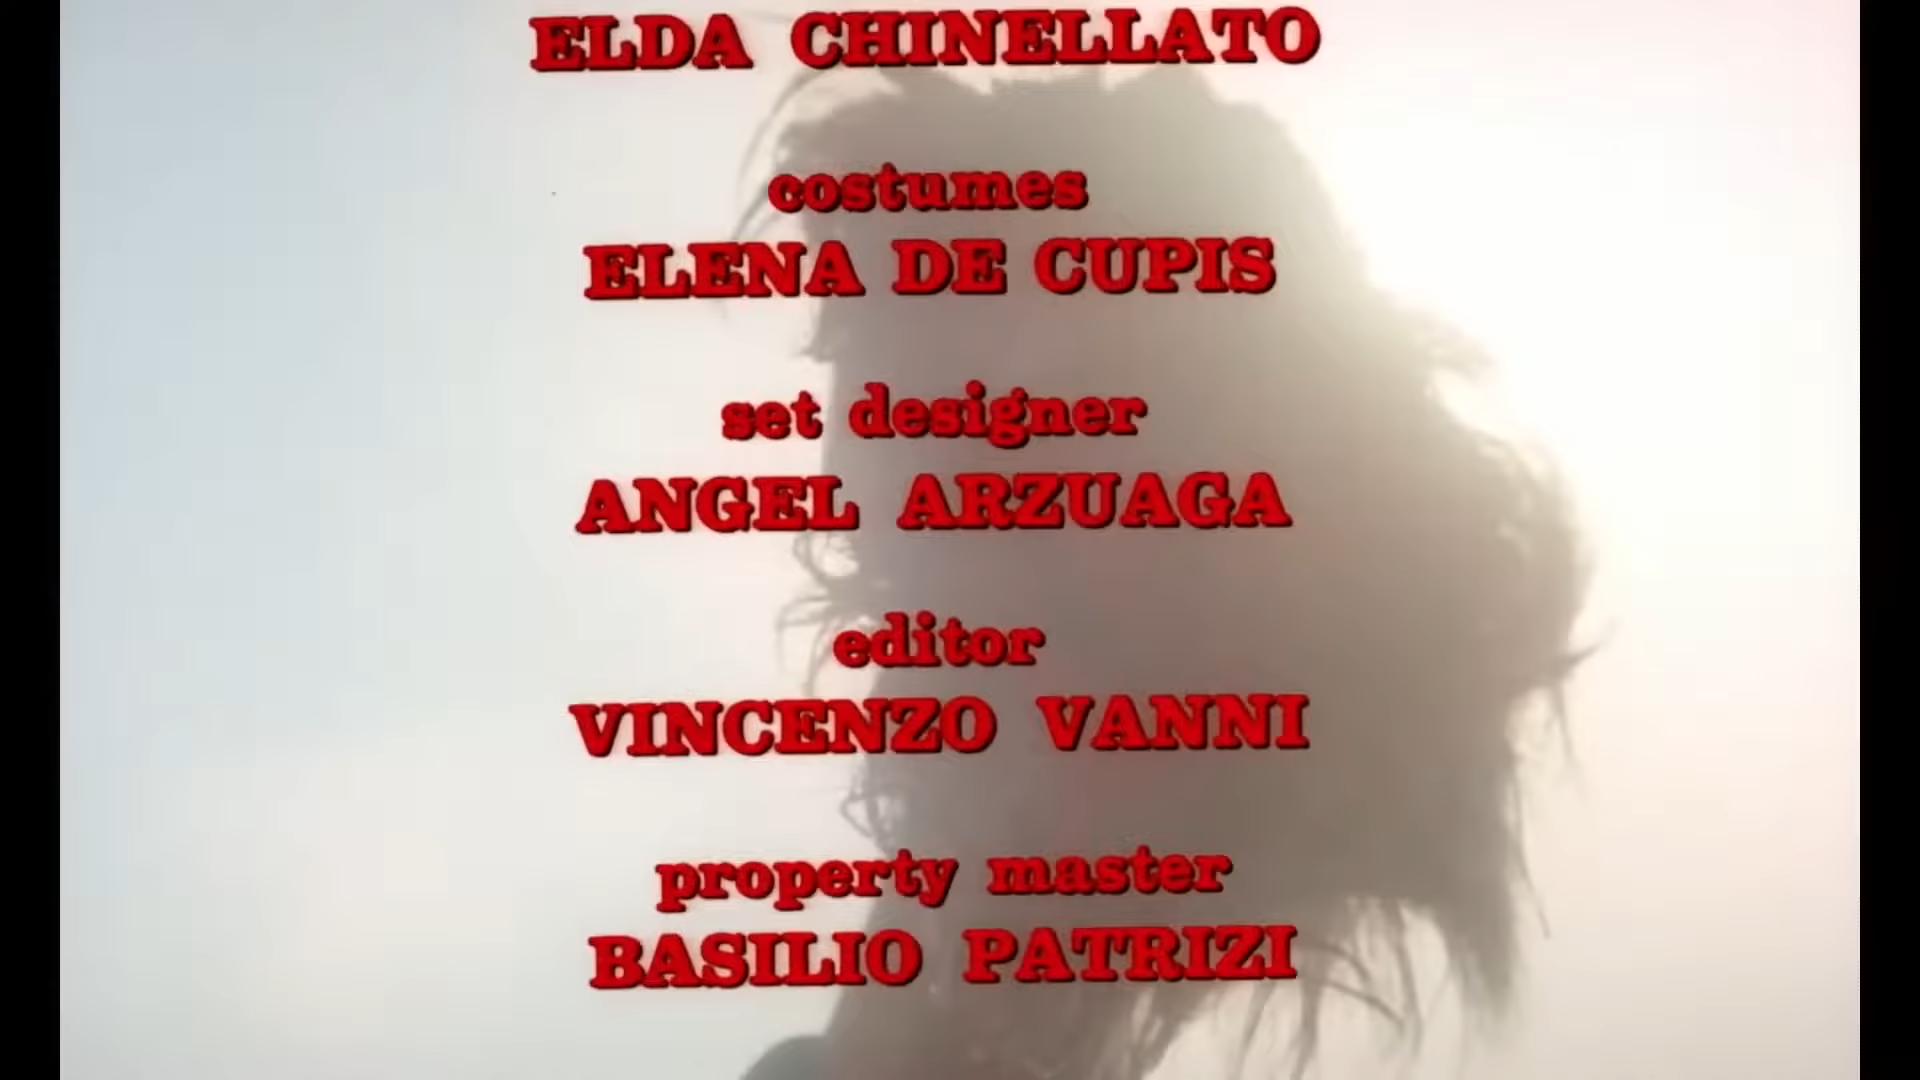 ELDA CHINELLATO
costumes
ELENA DE CUPIS
set designer
ANGEL ARZUAGA
editor
VINCENZO VANNI
property master
BASILIO PATRIZI